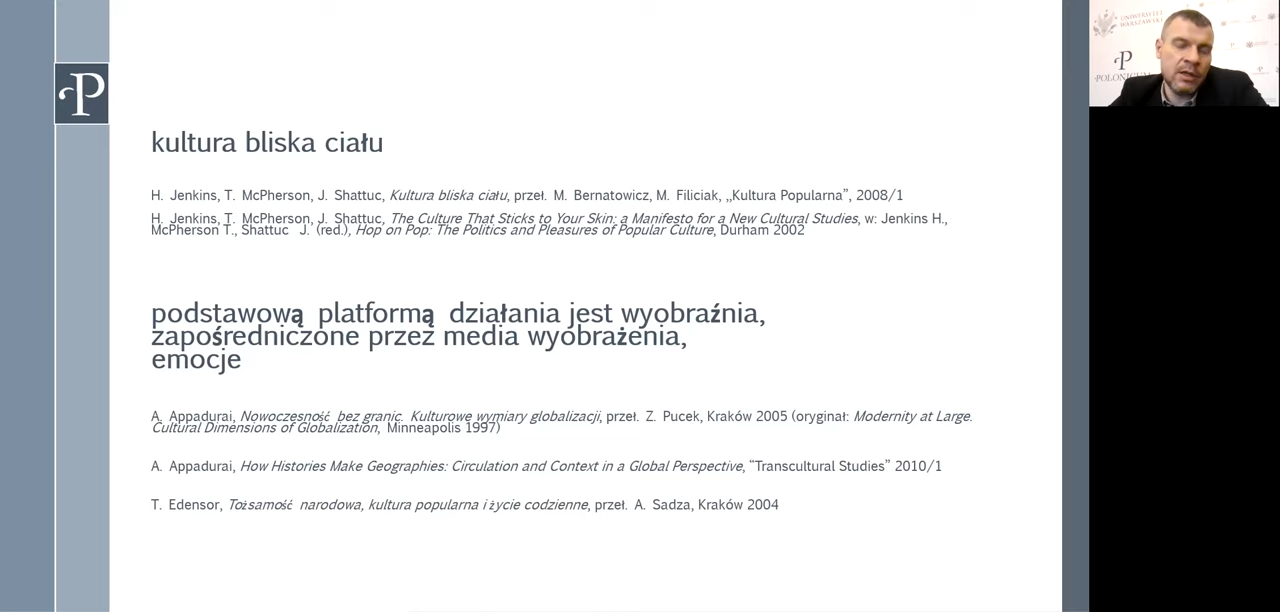 P
kultura bliska ciału
H. Jenkins, T. McPherson, J. Shattuc, Kultura bliska ciału, przeł. M. Bernatowicz, M. Filiciak, „Kultura Popularna”, 2008/1
H. Jenkins, T. McPherson, J. Shattuc, The Culture That Sticks to Your Skin: a Manifesto for a New Cultural Studies, w: Jenkins H.,
McPherson T., Shattuc J. (red.), Hop on Pop: The Politics and Pleasures of Popular Culture, Durham 2002
podstawową platformą działania jest wyobraźnia,
zapośredniczone przez media wyobrażenia,
emocje
A. Appadurai, Nowoczesność bez granic. Kulturowe wymiary globalizacji, przeł. Z. Pucek, Kraków 2005 (oryginał: Modernity at Large.
Cultural Dimensions of Globalization, Minneapolis 1997)
A. Appadurai, How Histories Make Geographies: Circulation and Context in a Global Perspective, “Transcultural Studies” 2010/1
T. Edensor, Tożsamość narodowa, kultura popularna i życie codzienne, przeł. A. Sadza, Kraków 2004
UNIWERSYTET
WARSZAWSKI
P
POLONICUM